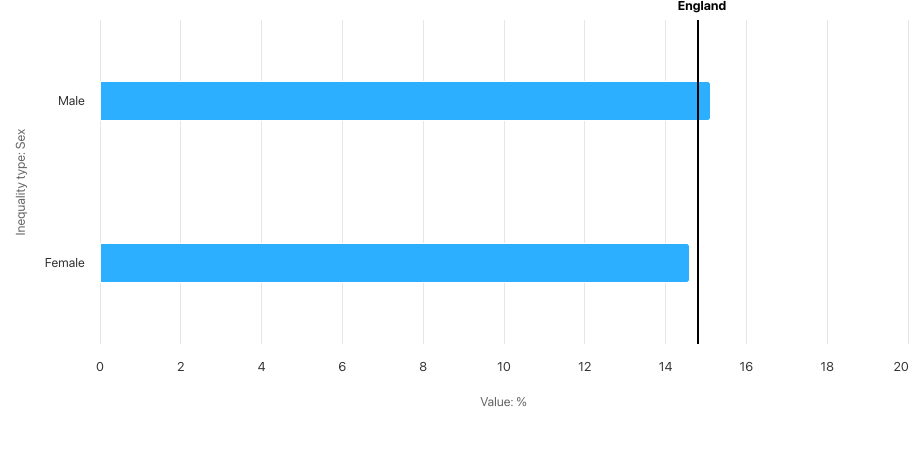 England
Male
Inequality type: Sex
Female
0 2 4 6 8 10 12 14 16 18 20
Value: %